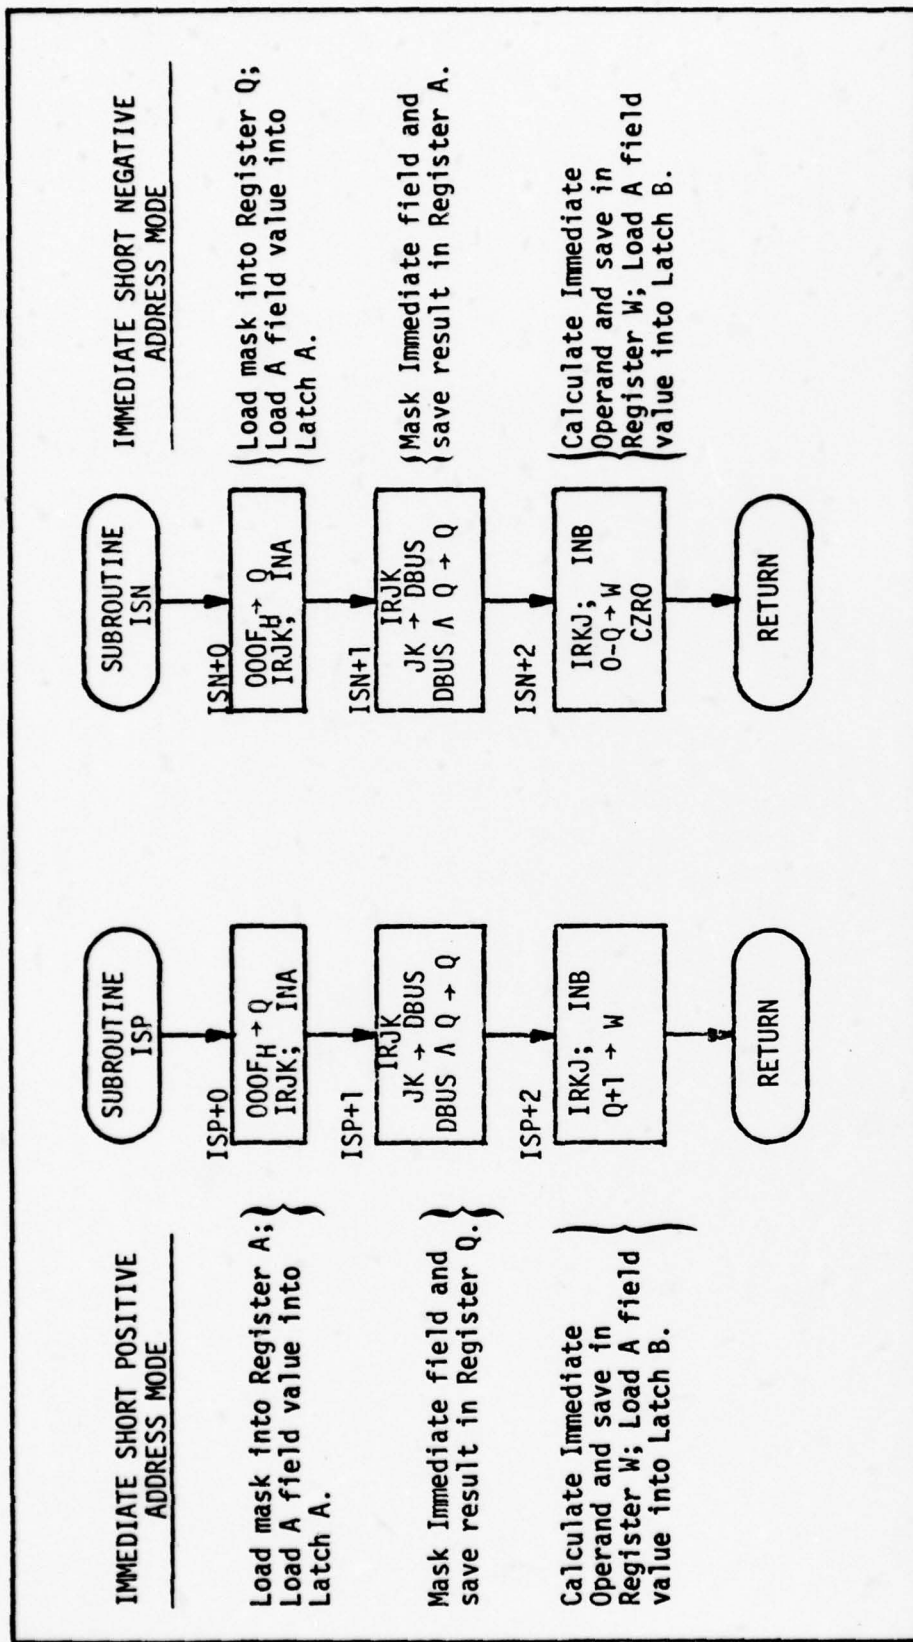 IMMEDIATE SHORT POSITIVE
ADDRESS MODE
Load mask into Register A;
Load A field value into
Latch A.
Mask Immediate field and
save result in Register Q.
Calculate Immediate
Operand and save in
Register W; Load A field
value into Latch B.
SUBROUTINE
ISP
ISP+0
000F_H → Q
IRJK; INA
ISP+1
IRJK
JK → DBUS
DBUS Λ Q → Q
ISP+2
IRKJ; INB
Q+1 → W
RETURN
SUBROUTINE
ISN
ISN+0
000F_H → Q
IRJK; INA
ISN+1
IRJK
JK → DBUS
DBUS Λ Q → Q
ISN+2
IRKJ; INB
0-Q → W
CZRO
RETURN
IMMEDIATE SHORT NEGATIVE
ADDRESS MODE
Load mask into Register Q;
Load A field value into
Latch A.
Mask Immediate field and
save result in Register A.
Calculate Immediate
Operand and save in
Register W; Load A field
value into Latch B.